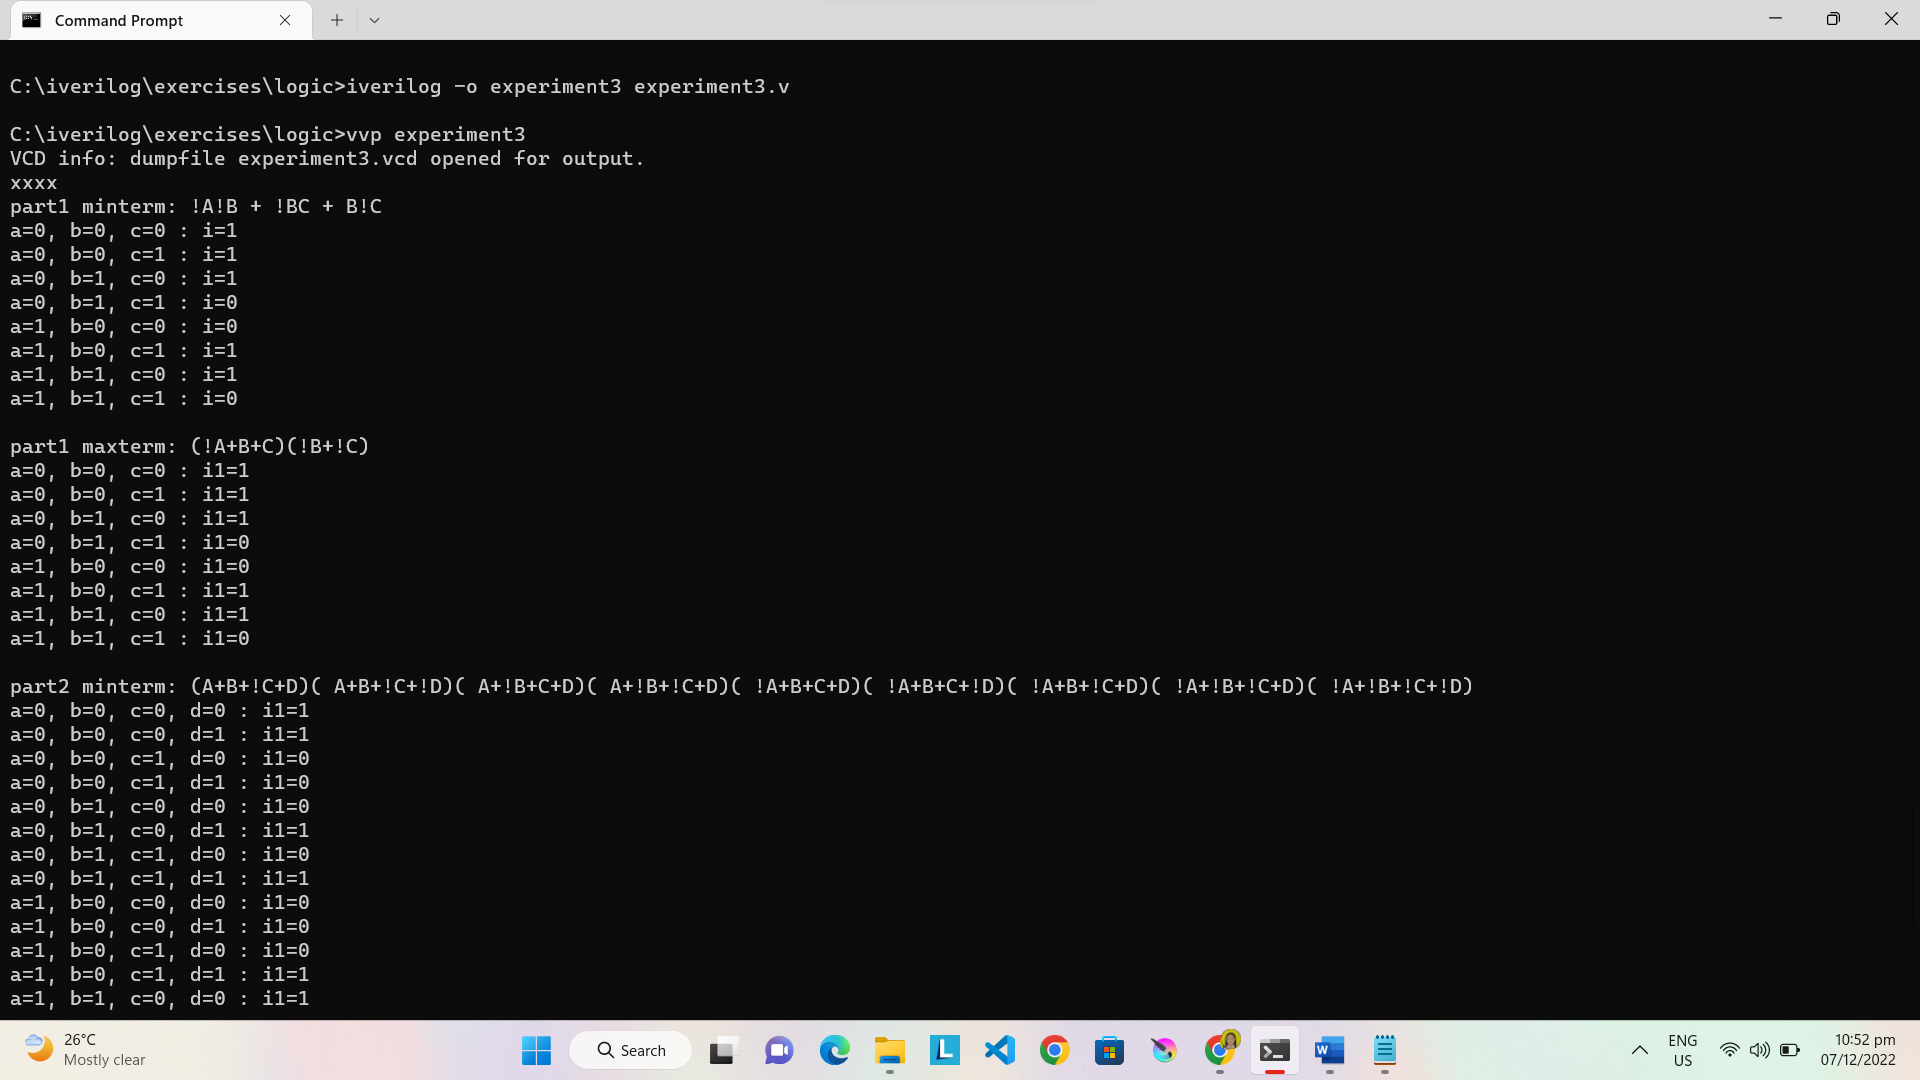 Command Prompt
C:\iverilog\exercises\logic>iverilog -o experiment3 experiment3.v
C:\iverilog\exercises\logic>vvp experiment3
VCD info: dumpfile experiment3.vcd opened for output.
xxxx
part1 minterm: !A!B + !BC + B!C
a=0, b=0, c=0 : i=1
a=0, b=0, c=1 : i=1
a=0, b=1, c=0 : i=1
a=0, b=1, c=1 : i=0
a=1, b=0, c=0 : i=0
a=1, b=0, c=1 : i=1
a=1, b=1, c=0 : i=1
a=1, b=1, c=1 : i=0
part1 maxterm: (!A+B+C)(!B+!C)
a=0, b=0, c=0 : i1=1
a=0, b=0, c=1 : i1=1
a=0, b=1, c=0 : i1=1
a=0, b=1, c=1 : i1=0
a=1, b=0, c=0 : i1=0
a=1, b=0, c=1 : i1=1
a=1, b=1, c=0 : i1=1
a=1, b=1, c=1 : i1=0
part2 minterm: (A+B+!C+D)( A+B+!C+!D)( A+!B+C+D)( A+!B+!C+D)( !A+B+C+D)( !A+B+C+!D)( !A+B+!C+D)( !A+!B+!C+D)( !A+!B+!C+!D)
a=0, b=0, c=0, d=0 : i1=1
a=0, b=0, c=0, d=1 : i1=1
a=0, b=0, c=1, d=0 : i1=0
a=0, b=0, c=1, d=1 : i1=0
a=0, b=1, c=0, d=0 : i1=0
a=0, b=1, c=0, d=1 : i1=1
a=0, b=1, c=1, d=0 : i1=0
a=0, b=1, c=1, d=1 : i1=1
a=1, b=0, c=0, d=0 : i1=0
a=1, b=0, c=0, d=1 : i1=0
a=1, b=0, c=1, d=0 : i1=0
a=1, b=0, c=1, d=1 : i1=1
a=1, b=1, c=0, d=0 : i1=1
26°C
Mostly clear
Search
ENG
US
10:52 pm
07/12/2022